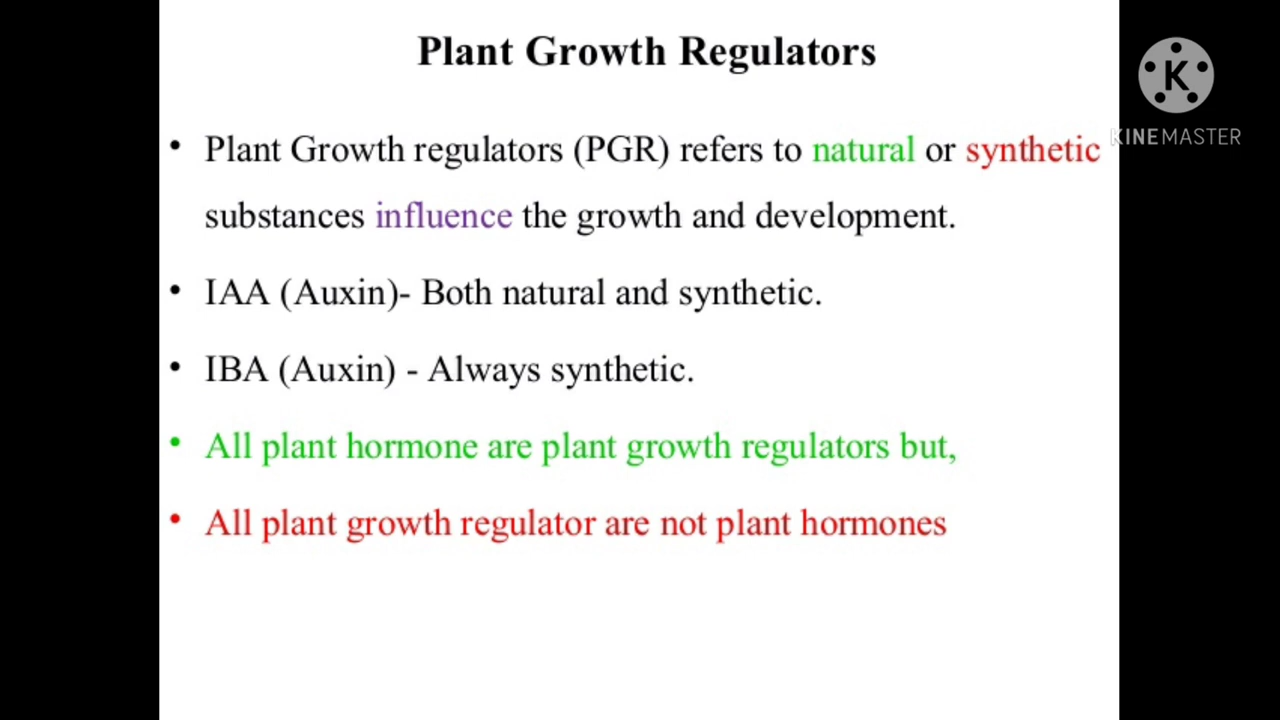 Plant Growth Regulators
• Plant Growth regulators (PGR) refers to natural or synthetic
substances influence the growth and development.
• IAA (Auxin)- Both natural and synthetic.
• IBA (Auxin) - Always synthetic.
• All plant hormone are plant growth regulators but,
• All plant growth regulator are not plant hormones
K
KINEMASTER